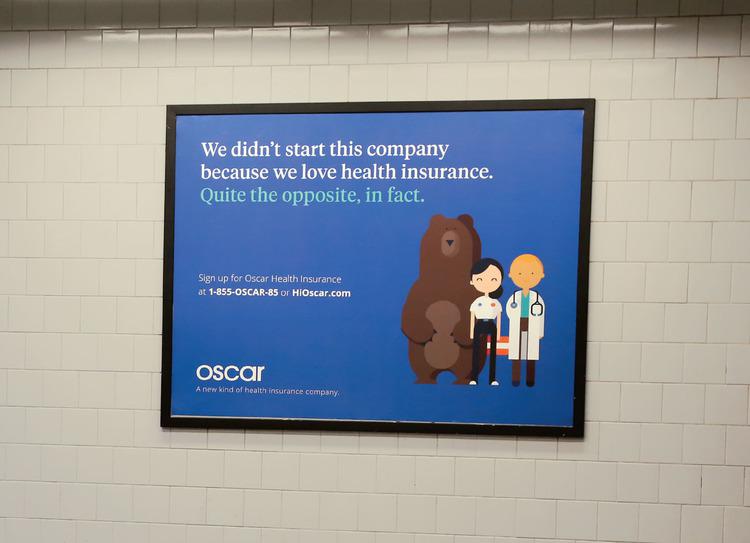 We didn't start this company
because we love health insurance.
Quite the opposite, in fact.
Sign up for Oscar Health Insurance
at 1-855-OSCAR-85 or HiOscar.com
oscar
A new kind of health insurance company.